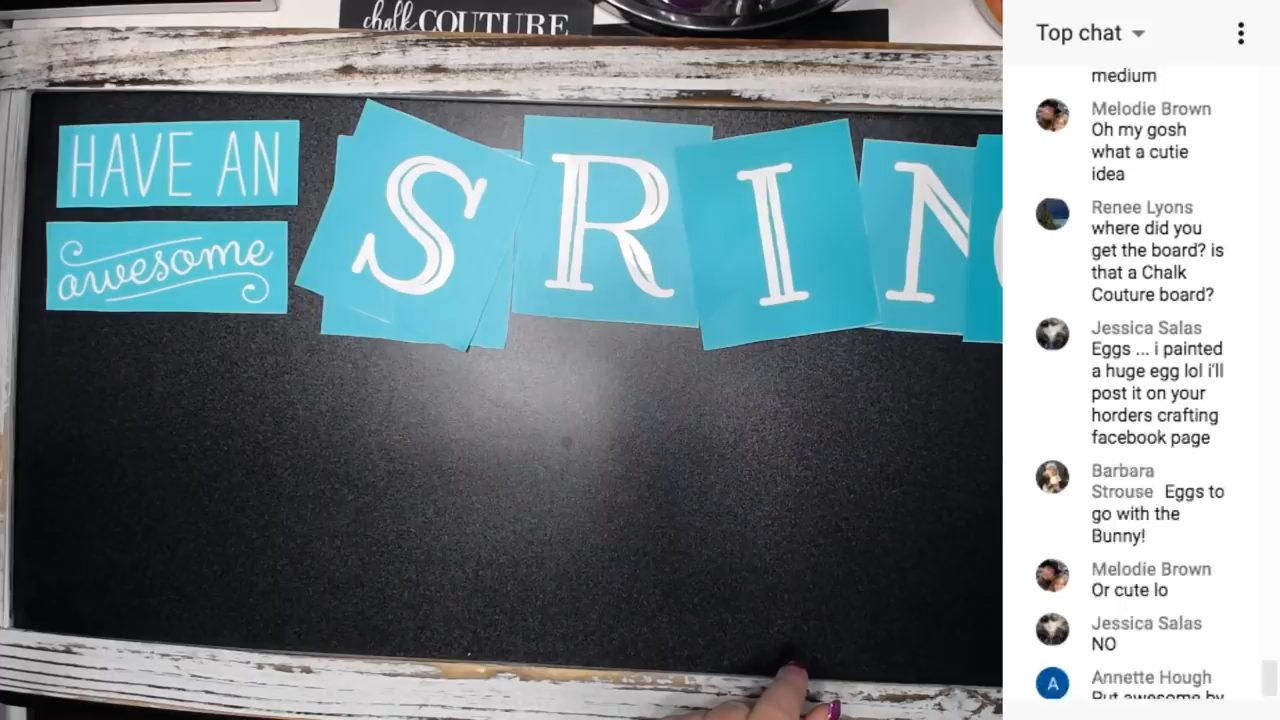 chalk COUTURE
HAVE AN
awesome
S R I N
Top chat
medium
Melodie Brown
Oh my gosh
what a cutie
idea
Renee Lyons
where did you
get the board? is
that a Chalk
Couture board?
Jessica Salas
Eggs ... i painted
a huge egg lol i'll
post it on your
horders crafting
facebook page
Barbara
Strouse Eggs to
go with the
Bunny!
Melodie Brown
Or cute lo
Jessica Salas
NO
A
Annette Hough
But awesome by